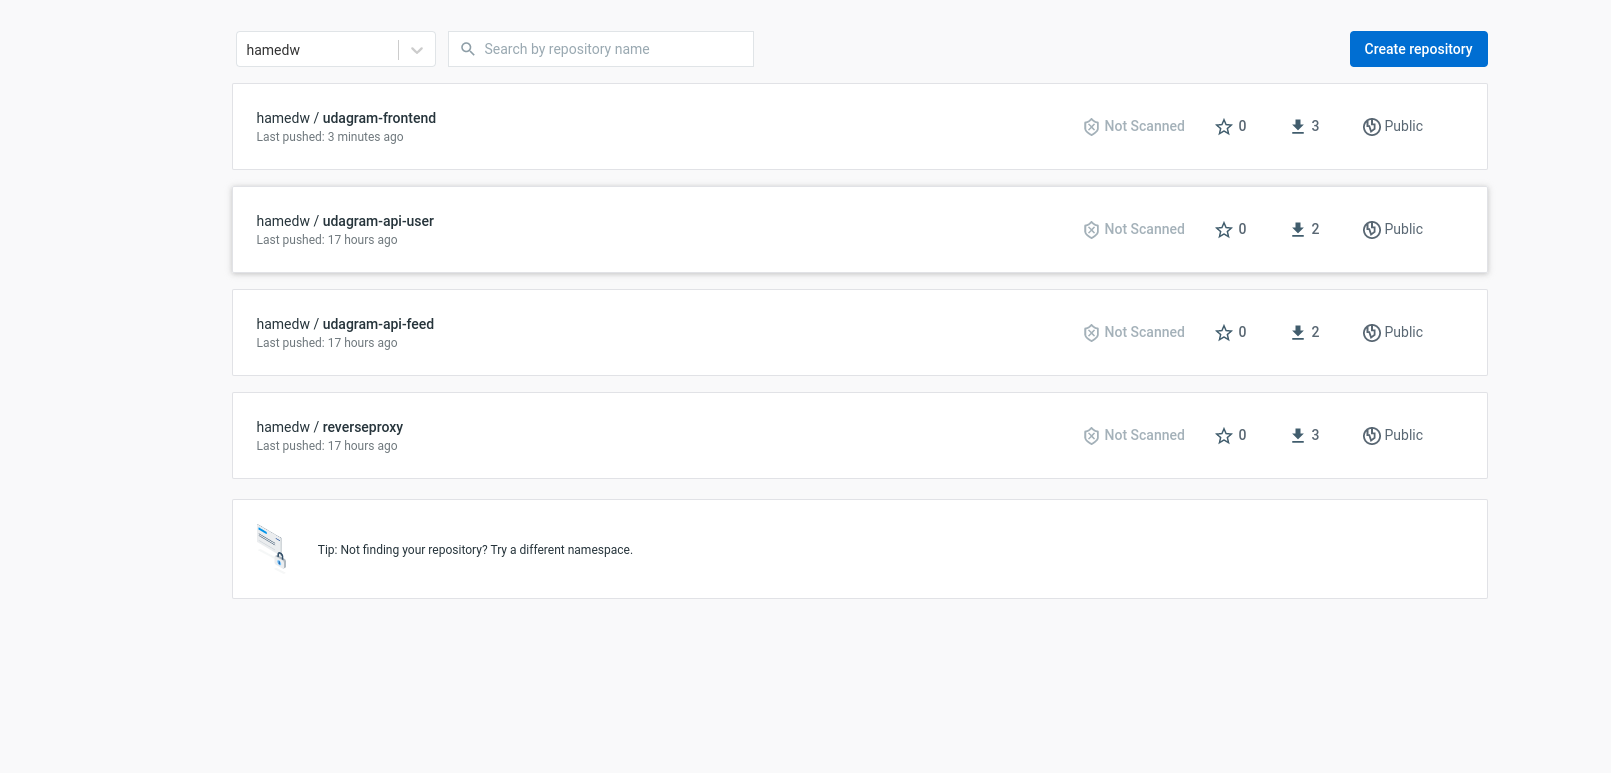 hamedw
Search by repository name
Create repository
hamedw / udagram-frontend
Last pushed: 3 minutes ago
Not Scanned
0
3
Public
hamedw / udagram-api-user
Last pushed: 17 hours ago
Not Scanned
0
2
Public
hamedw / udagram-api-feed
Last pushed: 17 hours ago
Not Scanned
0
2
Public
hamedw / reverseproxy
Last pushed: 17 hours ago
Not Scanned
0
3
Public
Tip: Not finding your repository? Try a different namespace.